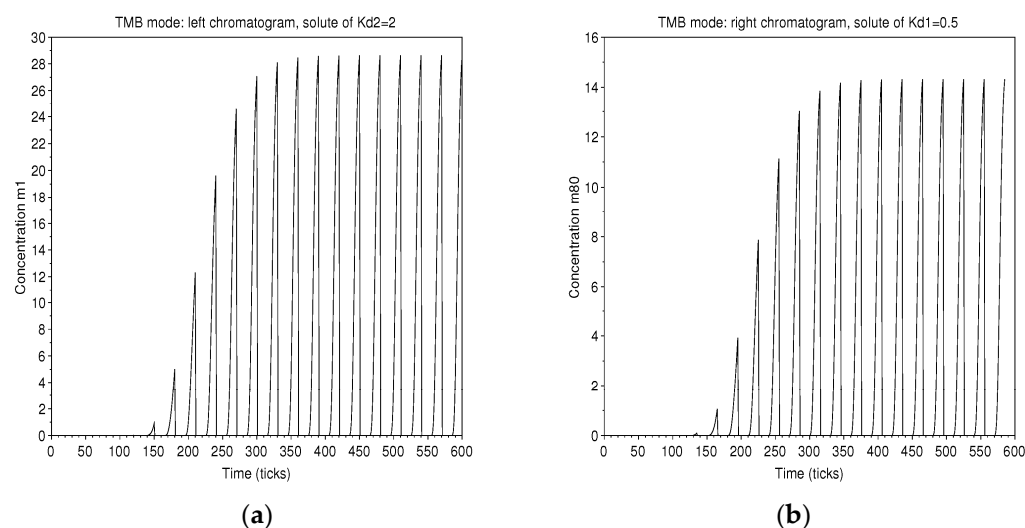 TMB mode: left chromatogram, solute of Kd2=2
30
28
26
24
22
20
18
16
14
12
10
8
6
4
2
0
Concentration m1
0 50 100 150 200 250 300 350 400 450 500 550 600
Time (ticks)
(a)
TMB mode: right chromatogram, solute of Kd1=0.5
16
14
12
10
8
6
4
2
0
Concentration m80
0 50 100 150 200 250 300 350 400 450 500 550 600
Time (ticks)
(b)